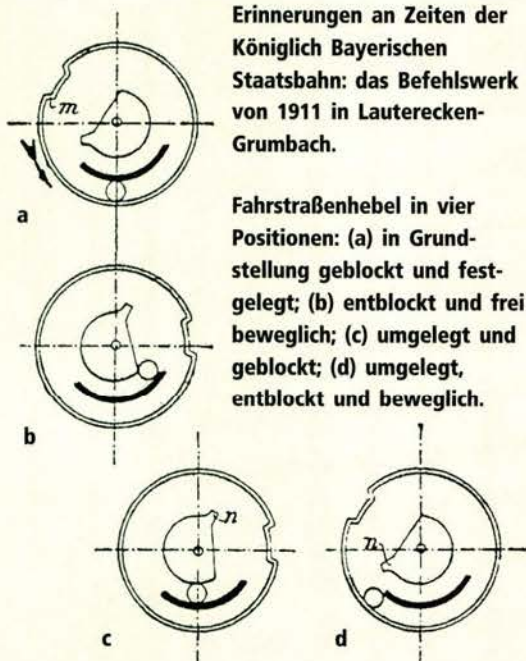 Erinnerungen an Zeiten der
Königlich Bayerischen
Staatsbahn: das Befehlswerk
von 1911 in Lauterecken-
Grumbach.
Fahrstraßenhebel in vier
Positionen: (a) in Grund-
stellung geblockt und fest-
gelegt; (b) entblockt und frei
beweglich; (c) umgelegt und
geblockt; (d) umgelegt,
entblockt und beweglich.
m
a
b
n
c
n
d